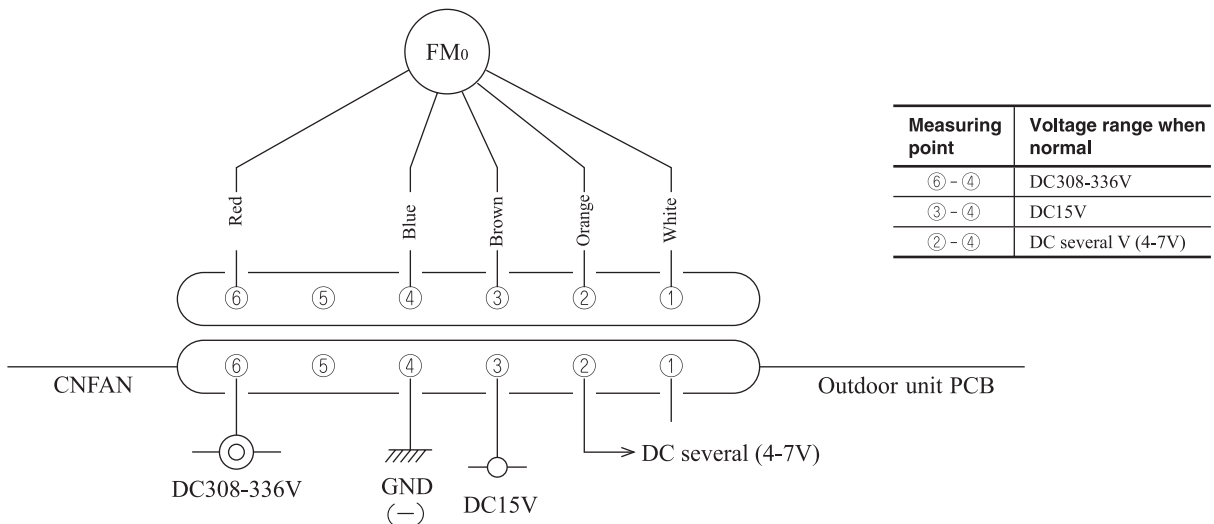 FM0
Red
Blue
Brown
Orange
White
⑥ ⑤ ④ ③ ② ①
⑥ ⑤ ④ ③ ② ①
CNFAN
Outdoor unit PCB
DC308-336V
GND
(—)
DC15V
DC several (4-7V)
Measuring point
Voltage range when normal
⑥ - ④ DC308-336V
③ - ④ DC15V
② - ④ DC several V (4-7V)